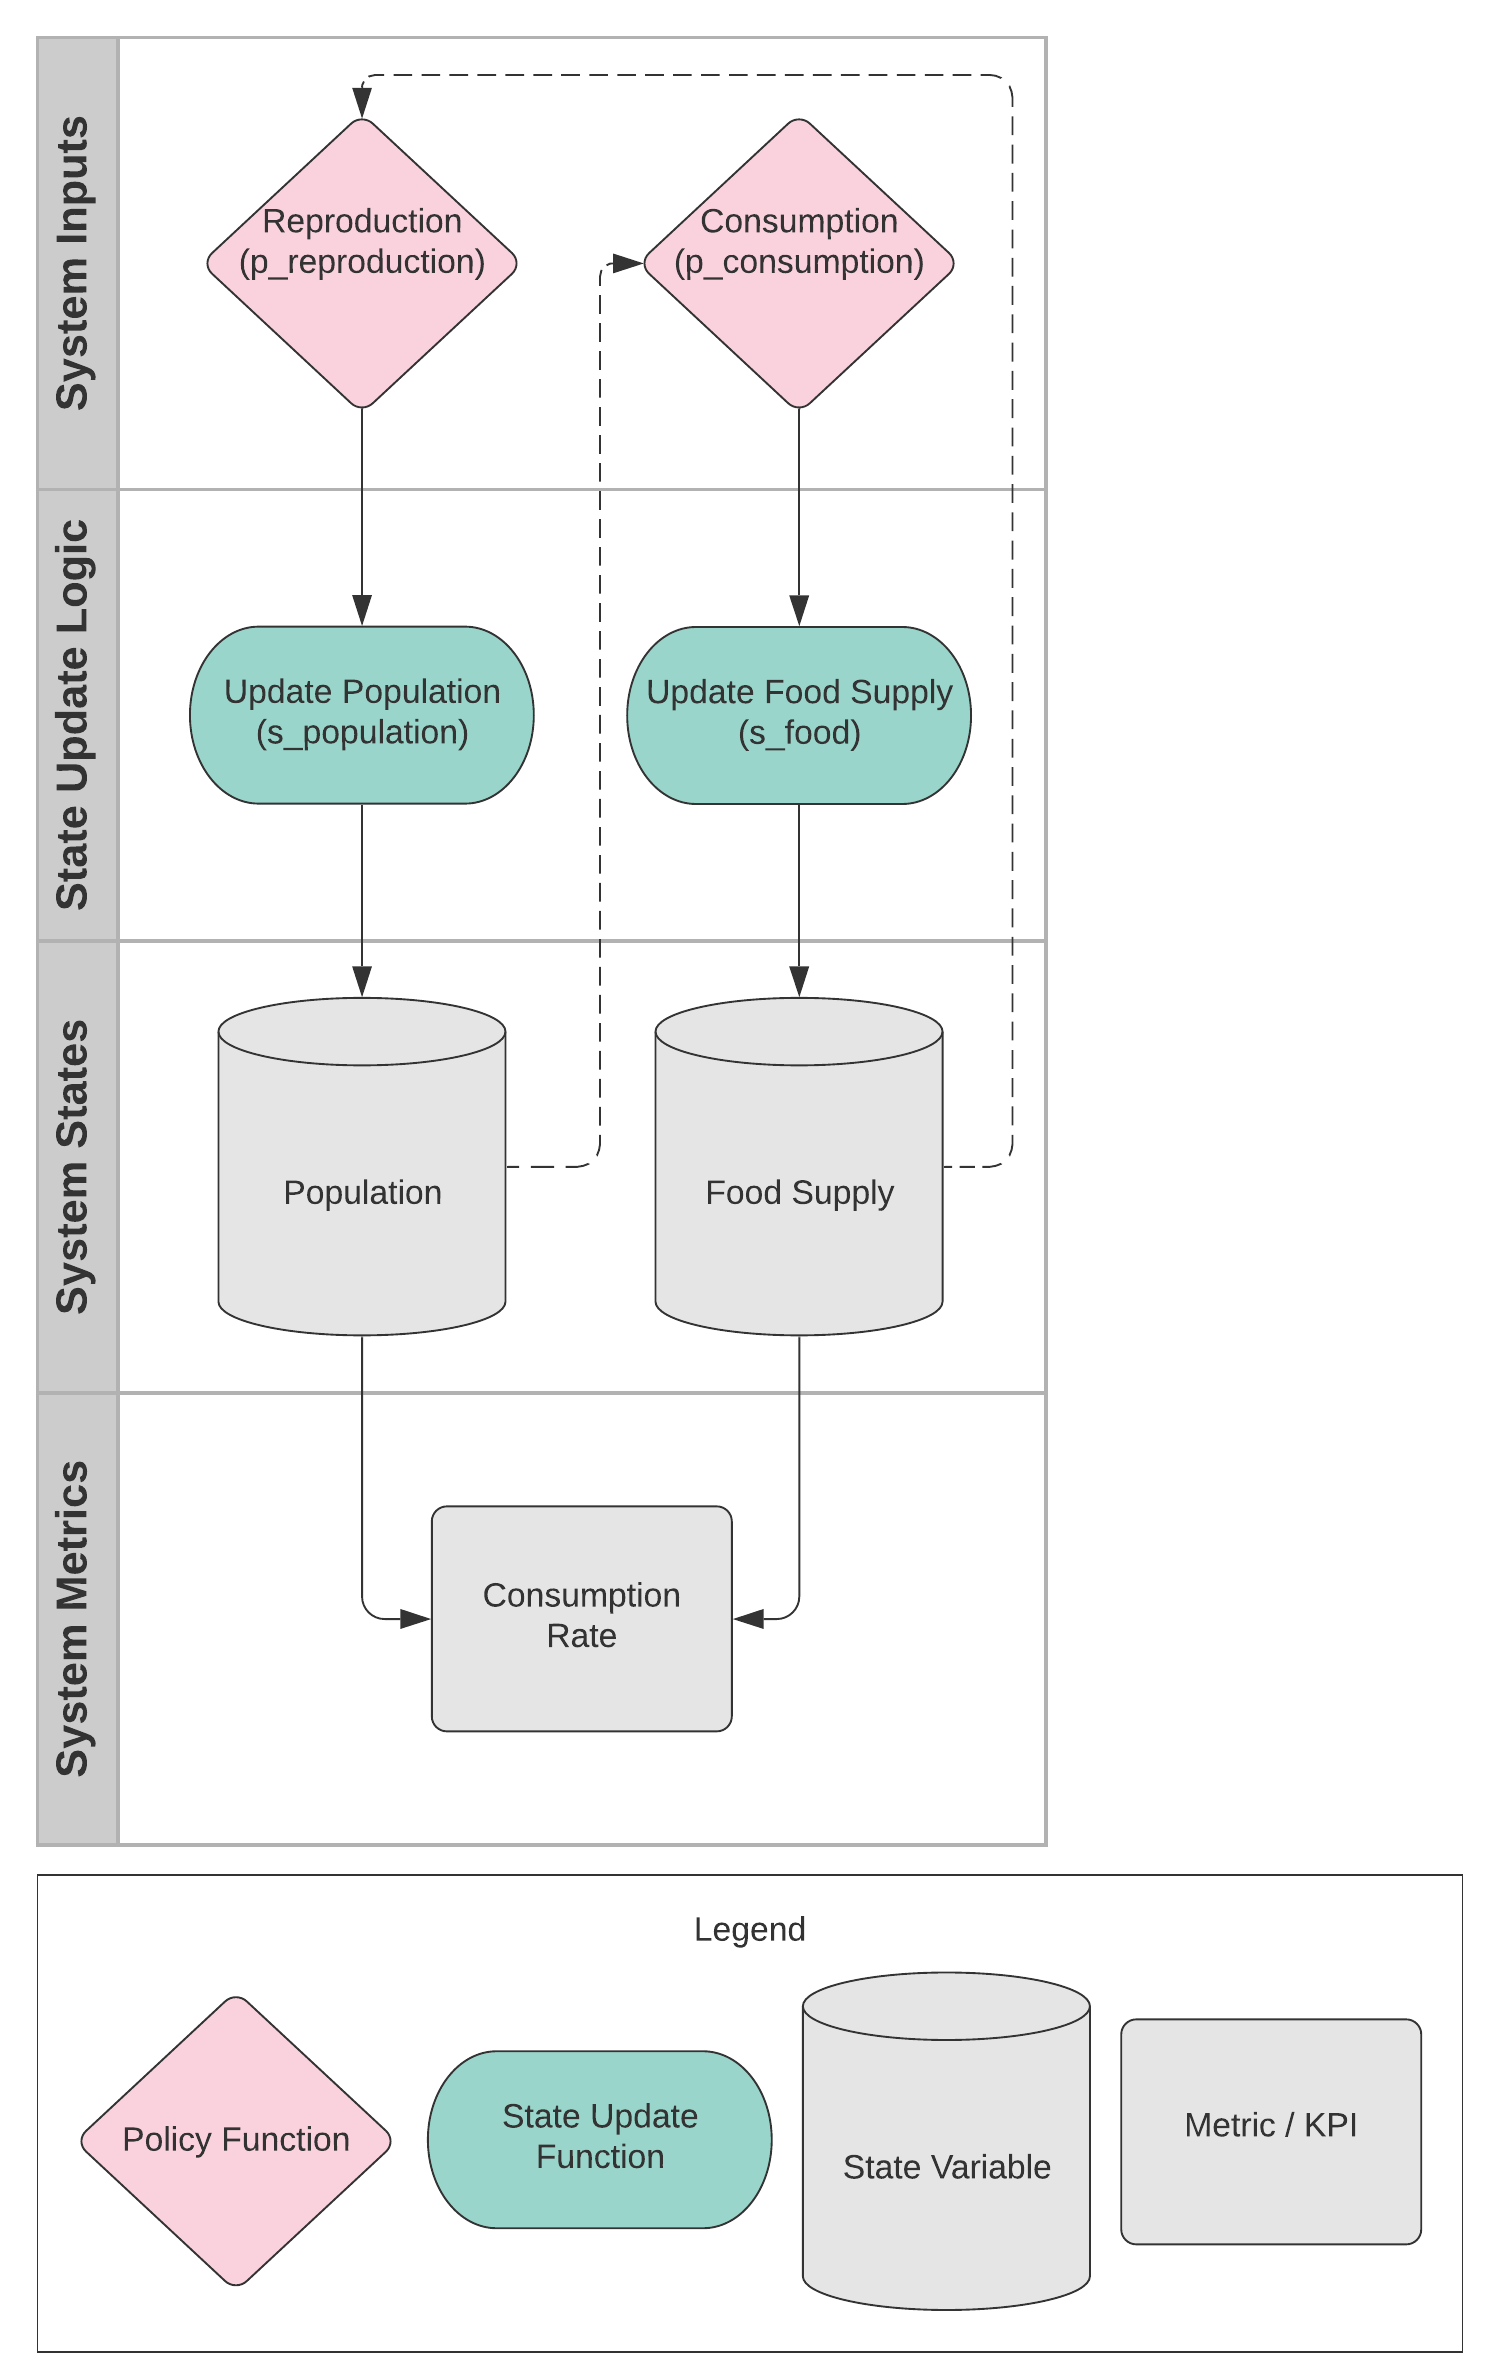 System Inputs
Reproduction
(p_reproduction)
Consumption
(p_consumption)
State Update Logic
Update Population
(s_population)
Update Food Supply
(s_food)
System States
Population
Food Supply
System Metrics
Consumption
Rate
Legend
Policy Function
State Update
Function
State Variable
Metric / KPI